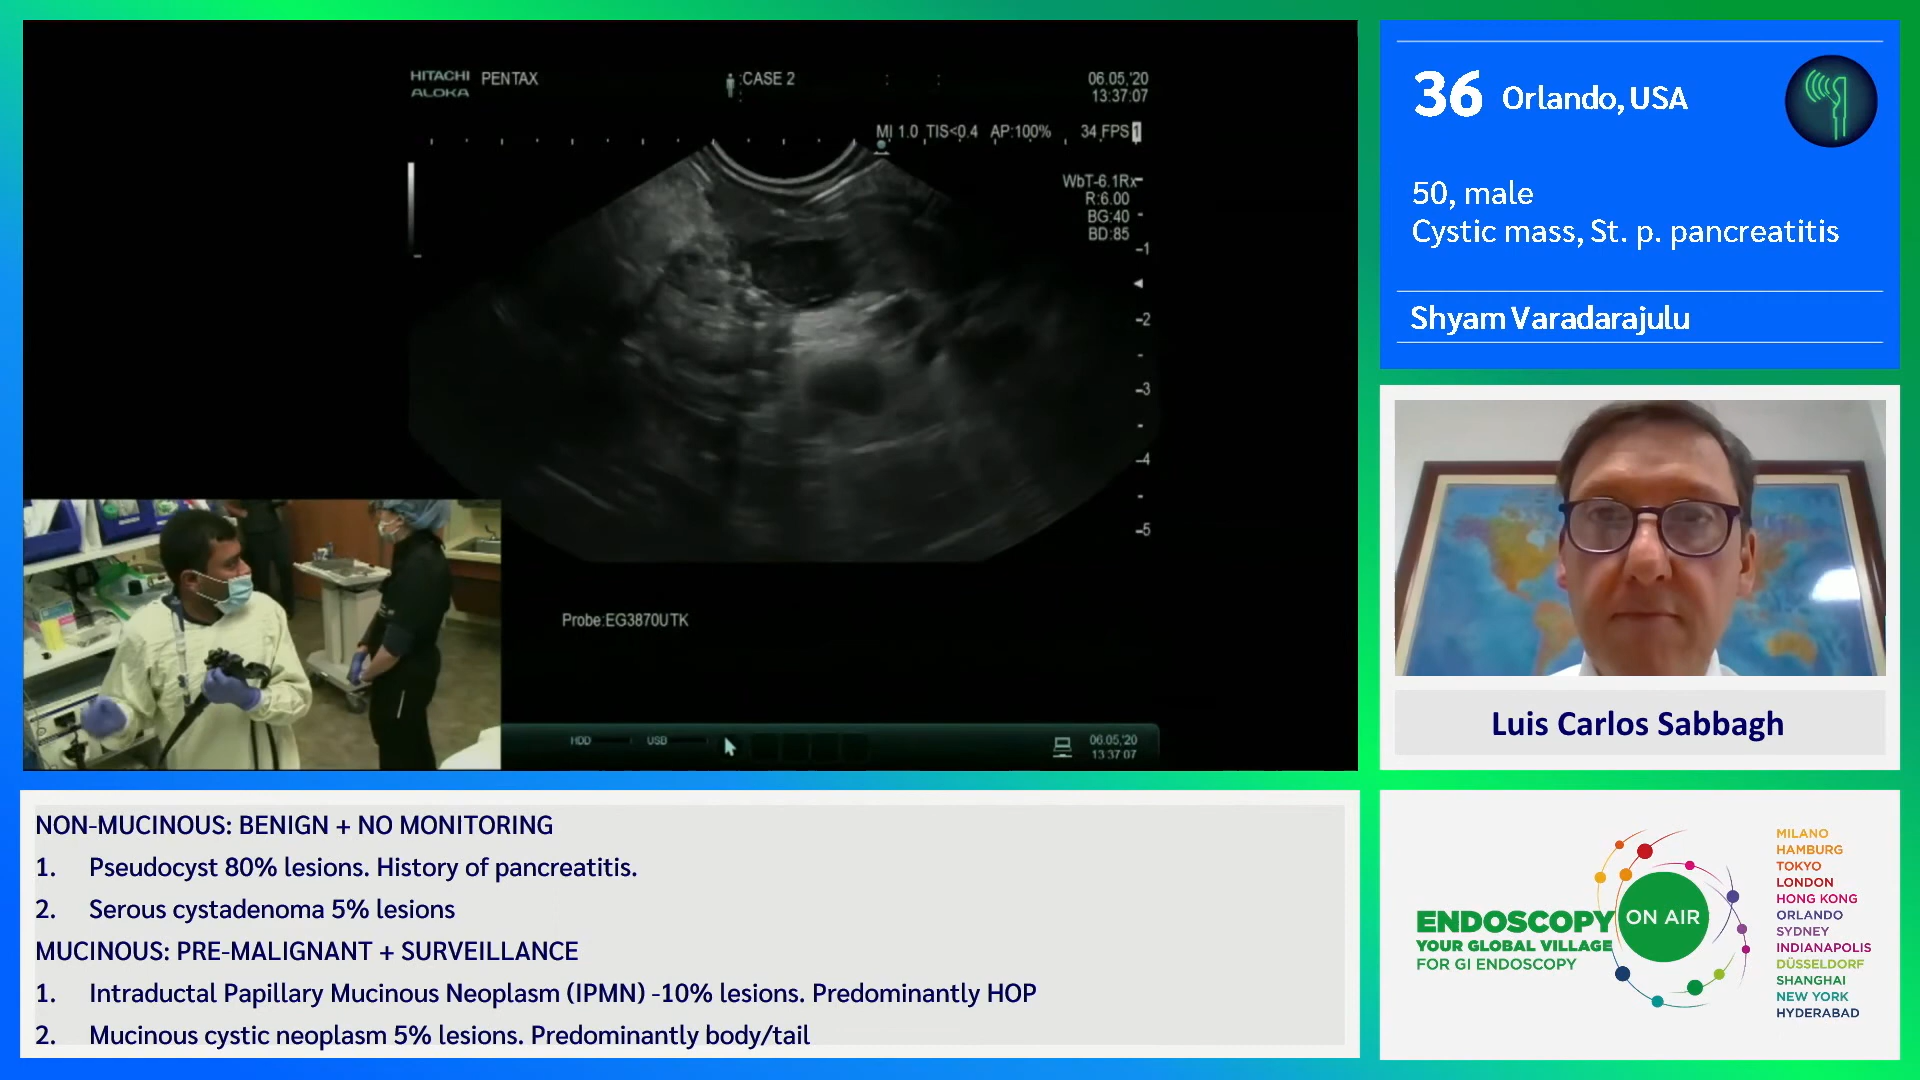 HITACHI PENTAX
ALOKA
:CASE 2 : :
:
06.05.'20
13:37:07
MI 1.0 TIS<0.4 AP:100% 34 FPS 1
WbT-6.1Rx
R:6.00
BG:40
BD:85
1
2
3
4
5
Probe:EG3870UTK
HDD USB
06.05.'20
13:37:07
36 Orlando, USA
50, male
Cystic mass, St. p. pancreatitis
Shyam Varadarajulu
Luis Carlos Sabbagh
NON-MUCINOUS: BENIGN + NO MONITORING
1. Pseudocyst 80% lesions. History of pancreatitis.
2. Serous cystadenoma 5% lesions
MUCINOUS: PRE-MALIGNANT + SURVEILLANCE
1. Intraductal Papillary Mucinous Neoplasm (IPMN) -10% lesions. Predominantly HOP
2. Mucinous cystic neoplasm 5% lesions. Predominantly body/tail
ENDOSCOPY ON AIR
YOUR GLOBAL VILLAGE
FOR GI ENDOSCOPY
MILANO
HAMBURG
TOKYO
LONDON
HONG KONG
ORLANDO
SYDNEY
INDIANAPOLIS
DÜSSELDORF
SHANGHAI
NEW YORK
HYDERABAD